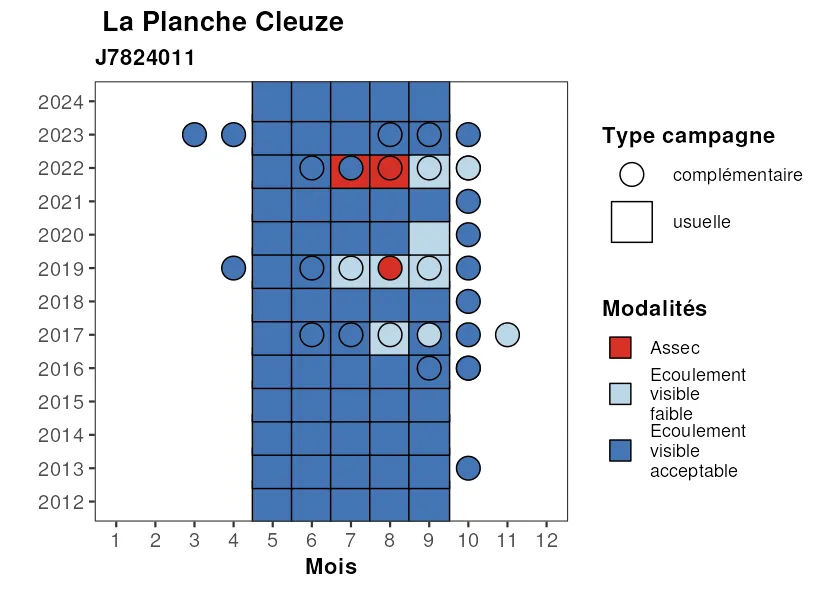 La Planche Cleuze
J7824011
2024
2023
2022
2021
2020
2019
2018
2017
2016
2015
2014
2013
2012
1 2 3 4 5 6 7 8 9 10 11 12
Mois
Type campagne
complémentaire
usuelle
Modalités
Assec
Ecoulement
visible
faible
Ecoulement
visible
acceptable